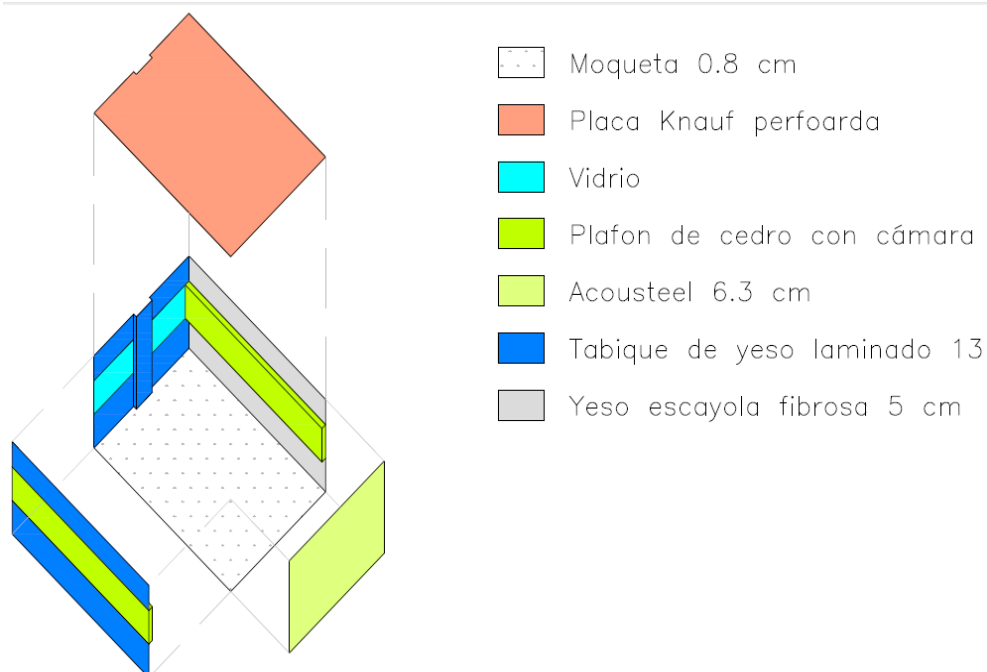 Moqueta 0.8 cm
Placa Knauf perfoarda
Vidrio
Plafon de cedro con cámara
Acousteel 6.3 cm
Tabique de yeso laminado 13
Yeso escayola fibrosa 5 cm